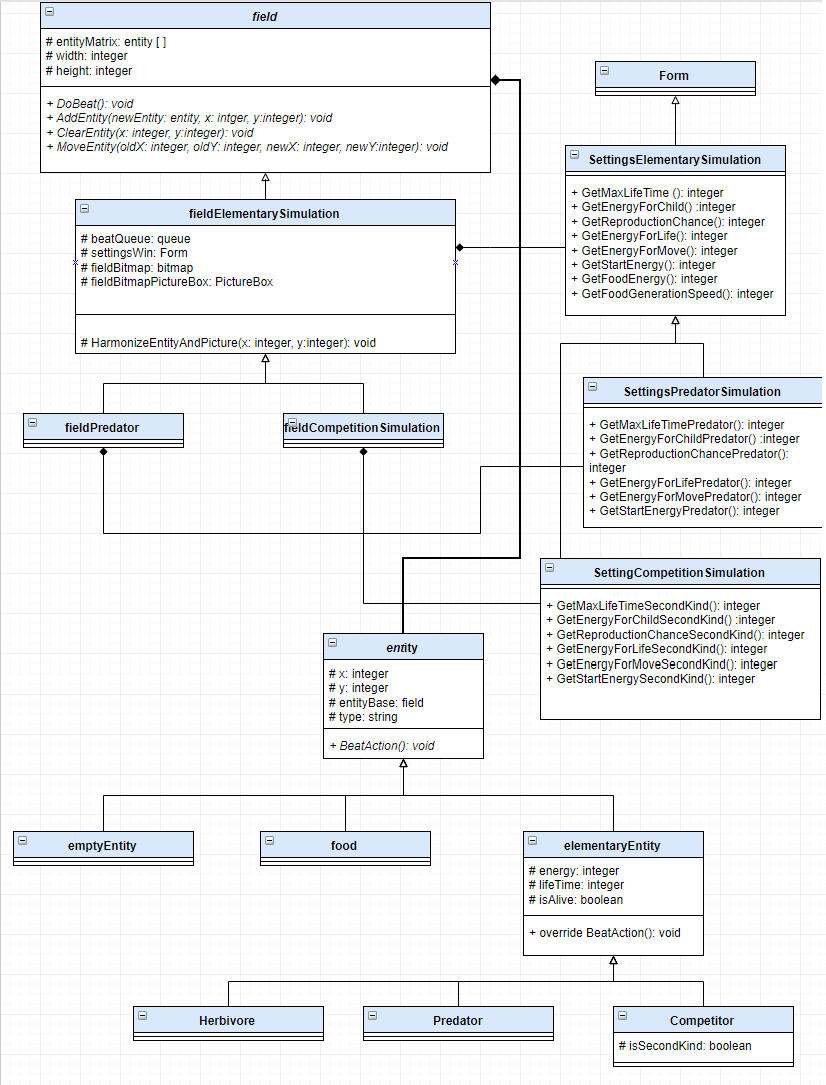 field
# entityMatrix: entity [ ]
# width: integer
# height: integer
+ DoBeat(): void
+ AddEntity(newEntity: entity, x: intger, y:integer): void
+ ClearEntity(x: integer, y:integer): void
+ MoveEntity(oldX: integer, oldY: integer, newX: integer, newY:integer): void
Form
SettingsElementarySimulation
+ GetMaxLifeTime (): integer
+ GetEnergyForChild() :integer
+ GetReproductionChance(): integer
+ GetEnergyForLife(): integer
+ GetEnergyForMove(): integer
+ GetStartEnergy(): integer
+ GetFoodEnergy(): integer
+ GetFoodGenerationSpeed(): integer
fieldElementarySimulation
# beatQueue: queue
# settingsWin: Form
# fieldBitmap: bitmap
# fieldBitmapPictureBox: PictureBox
# HarmonizeEntityAndPicture(x: integer, y:integer): void
fieldPredator
fieldCompetitionSimulation
SettingsPredatorSimulation
+ GetMaxLifeTimePredator(): integer
+ GetEnergyForChildPredator() :integer
+ GetReproductionChancePredator():
integer
+ GetEnergyForLifePredator(): integer
+ GetEnergyForMovePredator(): integer
+ GetStartEnergyPredator(): integer
SettingCompetitionSimulation
+ GetMaxLifeTimeSecondKind(): integer
+ GetEnergyForChildSecondKind() :integer
+ GetReproductionChanceSecondKind(): integer
+ GetEnergyForLifeSecondKind(): integer
+ GetEnergyForMoveSecondKind(): integer
+ GetStartEnergySecondKind(): integer
entity
# x: integer
# y: integer
# entityBase: field
# type: string
+ BeatAction(): void
emptyEntity
food
elementaryEntity
# energy: integer
# lifeTime: integer
# isAlive: boolean
+ override BeatAction(): void
Herbivore
Predator
Competitor
# isSecondKind: boolean